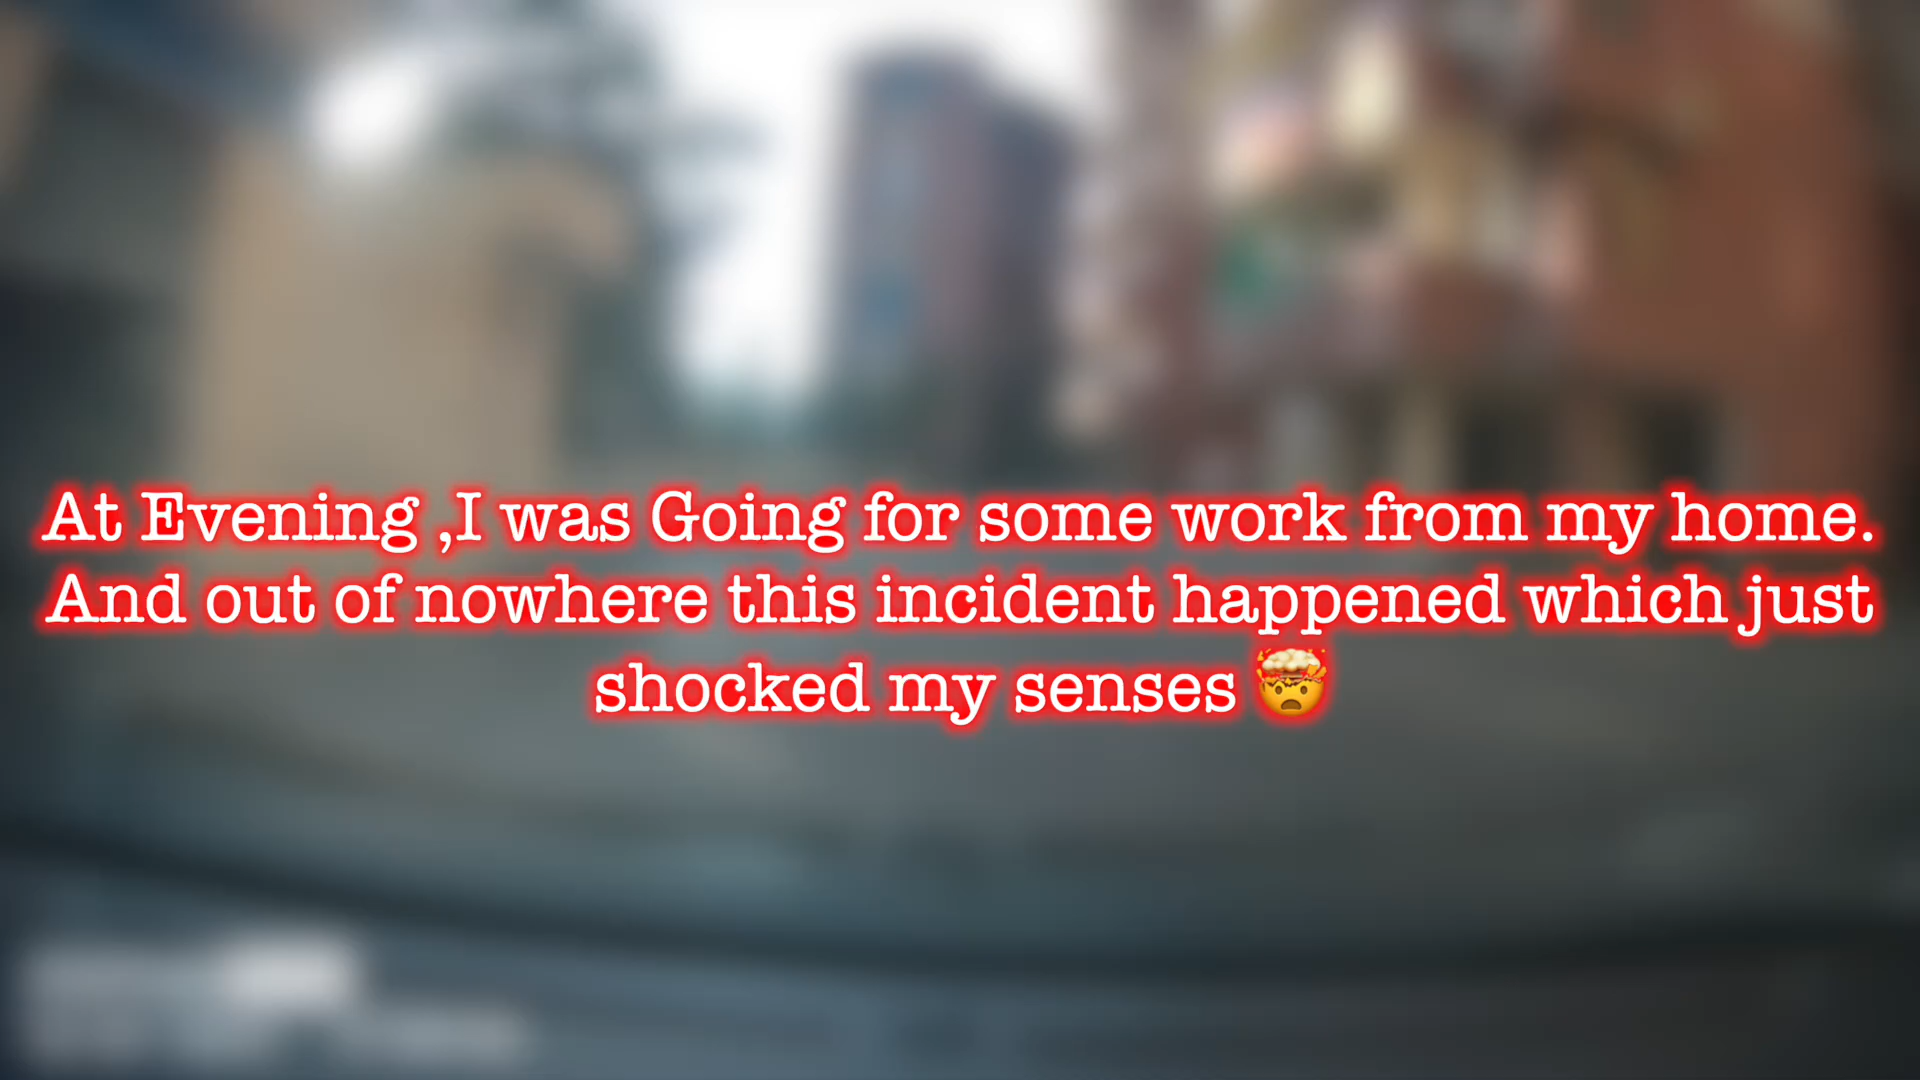 At Evening ,I was Going for some work from my home.
And out of nowhere this incident happened which just
shocked my senses 🤯